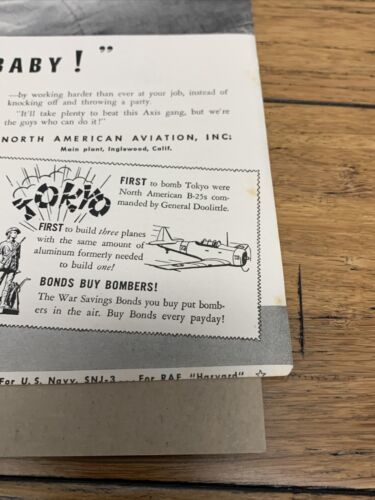 BABY!"
—by working harder than ever at your job, instead of
knocking off and throwing a party.
"It'll take plenty to beat this Axis gang, but we're
the guys who can do it!"
NORTH AMERICAN AVIATION, INC.
Main plant, Inglewood, Calif.
TOKYO
FIRST to bomb Tokyo were
North American B-25s com-
manded by General Doolittle.
FIRST to build three planes
with the same amount of
aluminum formerly needed
to build one!
BONDS BUY BOMBERS!
The War Savings Bonds you buy put bomb-
ers in the air. Buy Bonds every payday!
For U.S. Navy, SNJ-3 ... For RAF "Harvard"